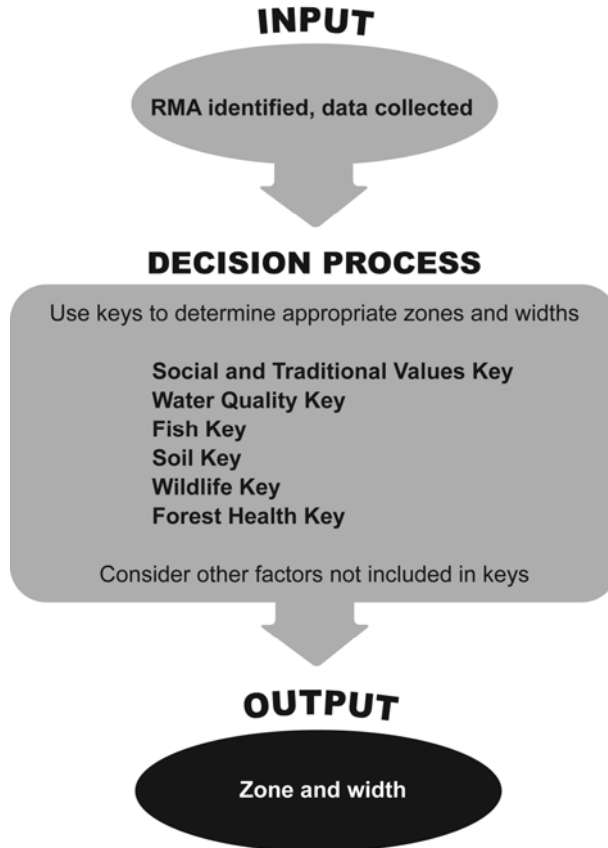 INPUT
RMA identified, data collected
DECISION PROCESS
Use keys to determine appropriate zones and widths
Social and Traditional Values Key
Water Quality Key
Fish Key
Soil Key
Wildlife Key
Forest Health Key
Consider other factors not included in keys
OUTPUT
Zone and width